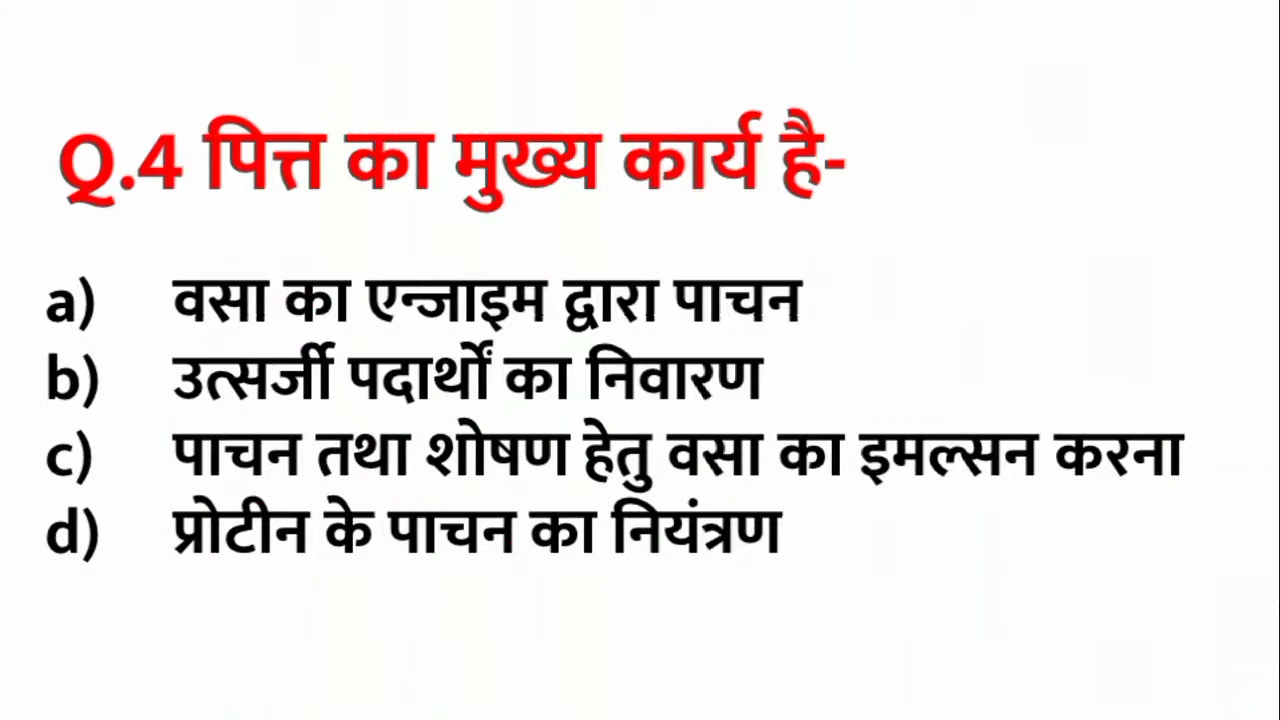 Q.4 पित्त का मुख्य कार्य है-
a) वसा का एन्जाइम द्वारा पाचन
b) उत्सर्जी पदार्थों का निवारण
c) पाचन तथा शोषण हेतु वसा का इमल्सन करना
d) प्रोटीन के पाचन का नियंत्रण